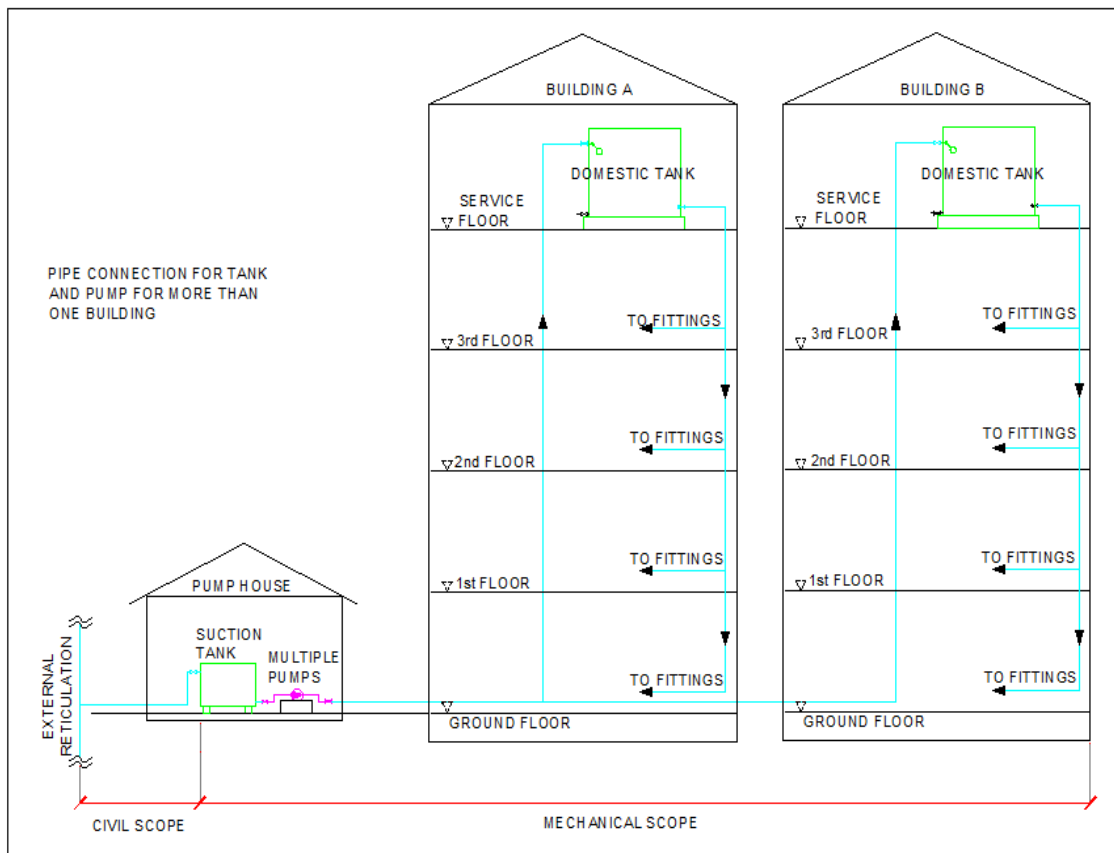 BUILDING A
BUILDING B
DOMESTIC TANK
DOMESTIC TANK
SERVICE
FLOOR
SERVICE
FLOOR
PIPE CONNECTION FOR TANK
AND PUMP FOR MORE THAN
ONE BUILDING
TO FITTINGS
TO FITTINGS
3rd FLOOR
3rd FLOOR
TO FITTINGS
TO FITTINGS
2nd FLOOR
2nd FLOOR
TO FITTINGS
TO FITTINGS
1st FLOOR
1st FLOOR
PUMP HOUSE
SUCTION
TANK
MULTIPLE
PUMPS
TO FITTINGS
TO FITTINGS
EXTERNAL
RETICULATION
GROUND FLOOR
GROUND FLOOR
CIVIL SCOPE
MECHANICAL SCOPE